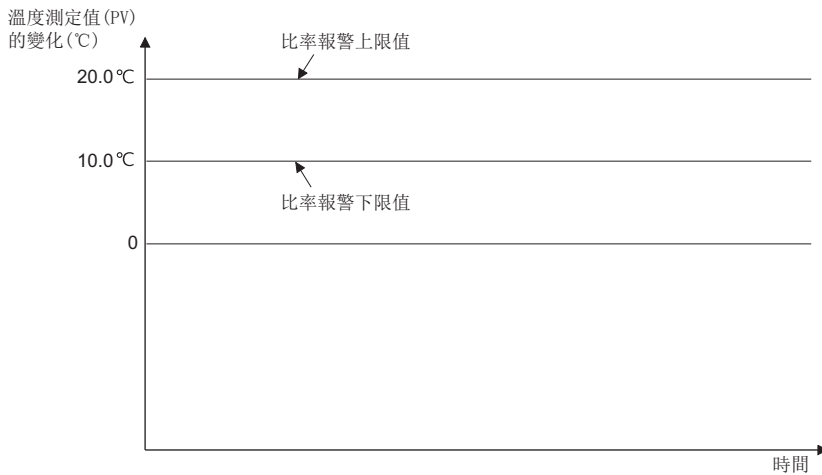 溫度測定值(PV)
的變化(℃)
比率報警上限值
20.0℃
10.0℃
比率報警下限值
0
時間